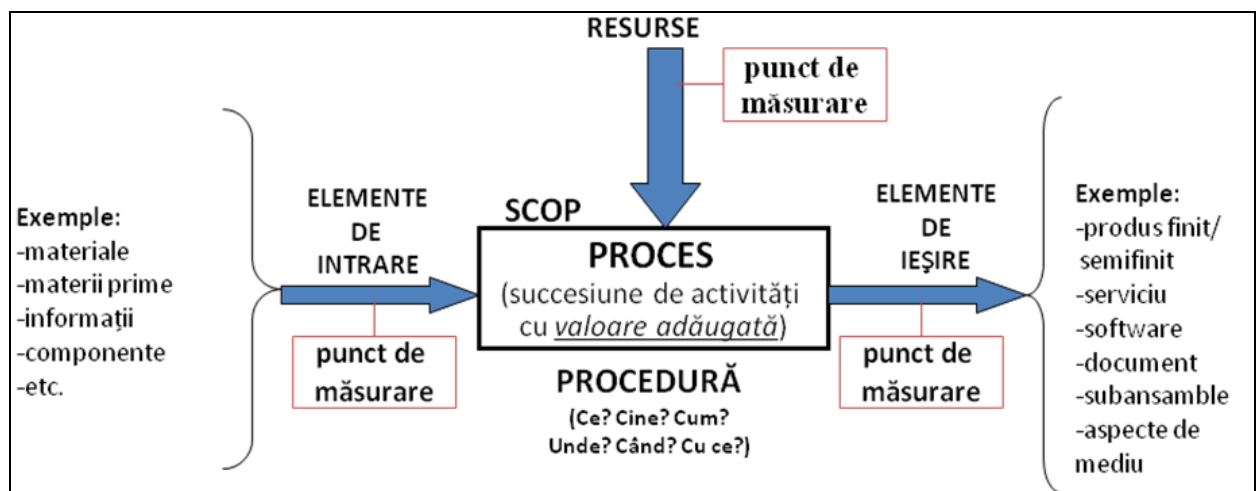 RESURSE
punct de
măsurare
Exemple:
-materiale
-materii prime
-informații
-componente
-etc.
ELEMENTE
DE
INTRARE
punct de
măsurare
SCOP
PROCES
(succesiune de activități
cu valoare adăugată)
PROCEDURĂ
(Ce? Cine? Cum?
Unde? Când? Cu ce?)
ELEMENTE
DE
IEŞIRE
punct de
măsurare
Exemple:
-produs finit/
semifinit
-serviciu
-software
-document
-subansamble
-aspecte de
mediu